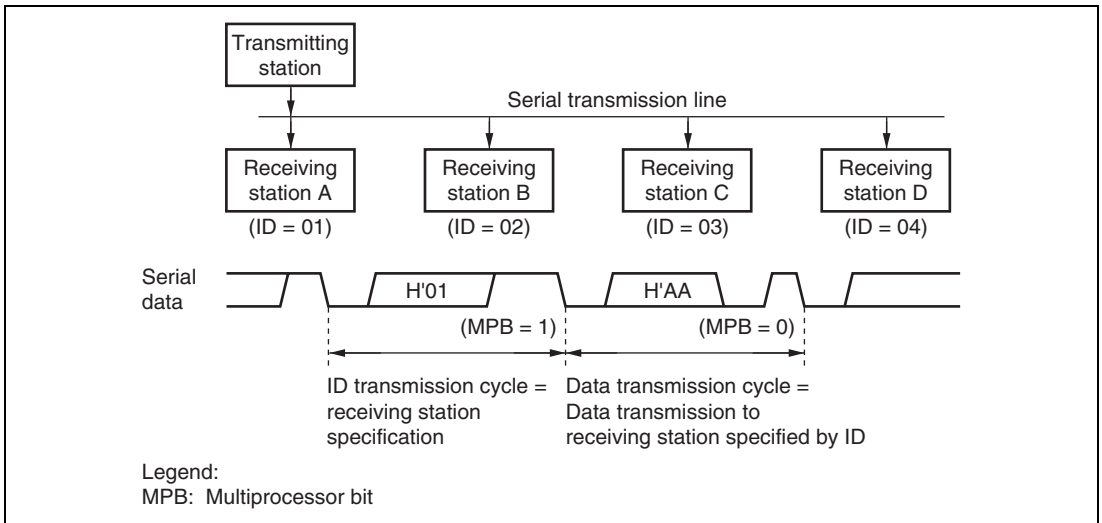 Transmitting
station
Serial transmission line
Receiving
station A
Receiving
station B
Receiving
station C
Receiving
station D
(ID = 01)
(ID = 02)
(ID = 03)
(ID = 04)
Serial
data
H'01
H'AA
(MPB = 1)
(MPB = 0)
ID transmission cycle =
receiving station
specification
Data transmission cycle =
Data transmission to
receiving station specified by ID
Legend:
MPB: Multiprocessor bit